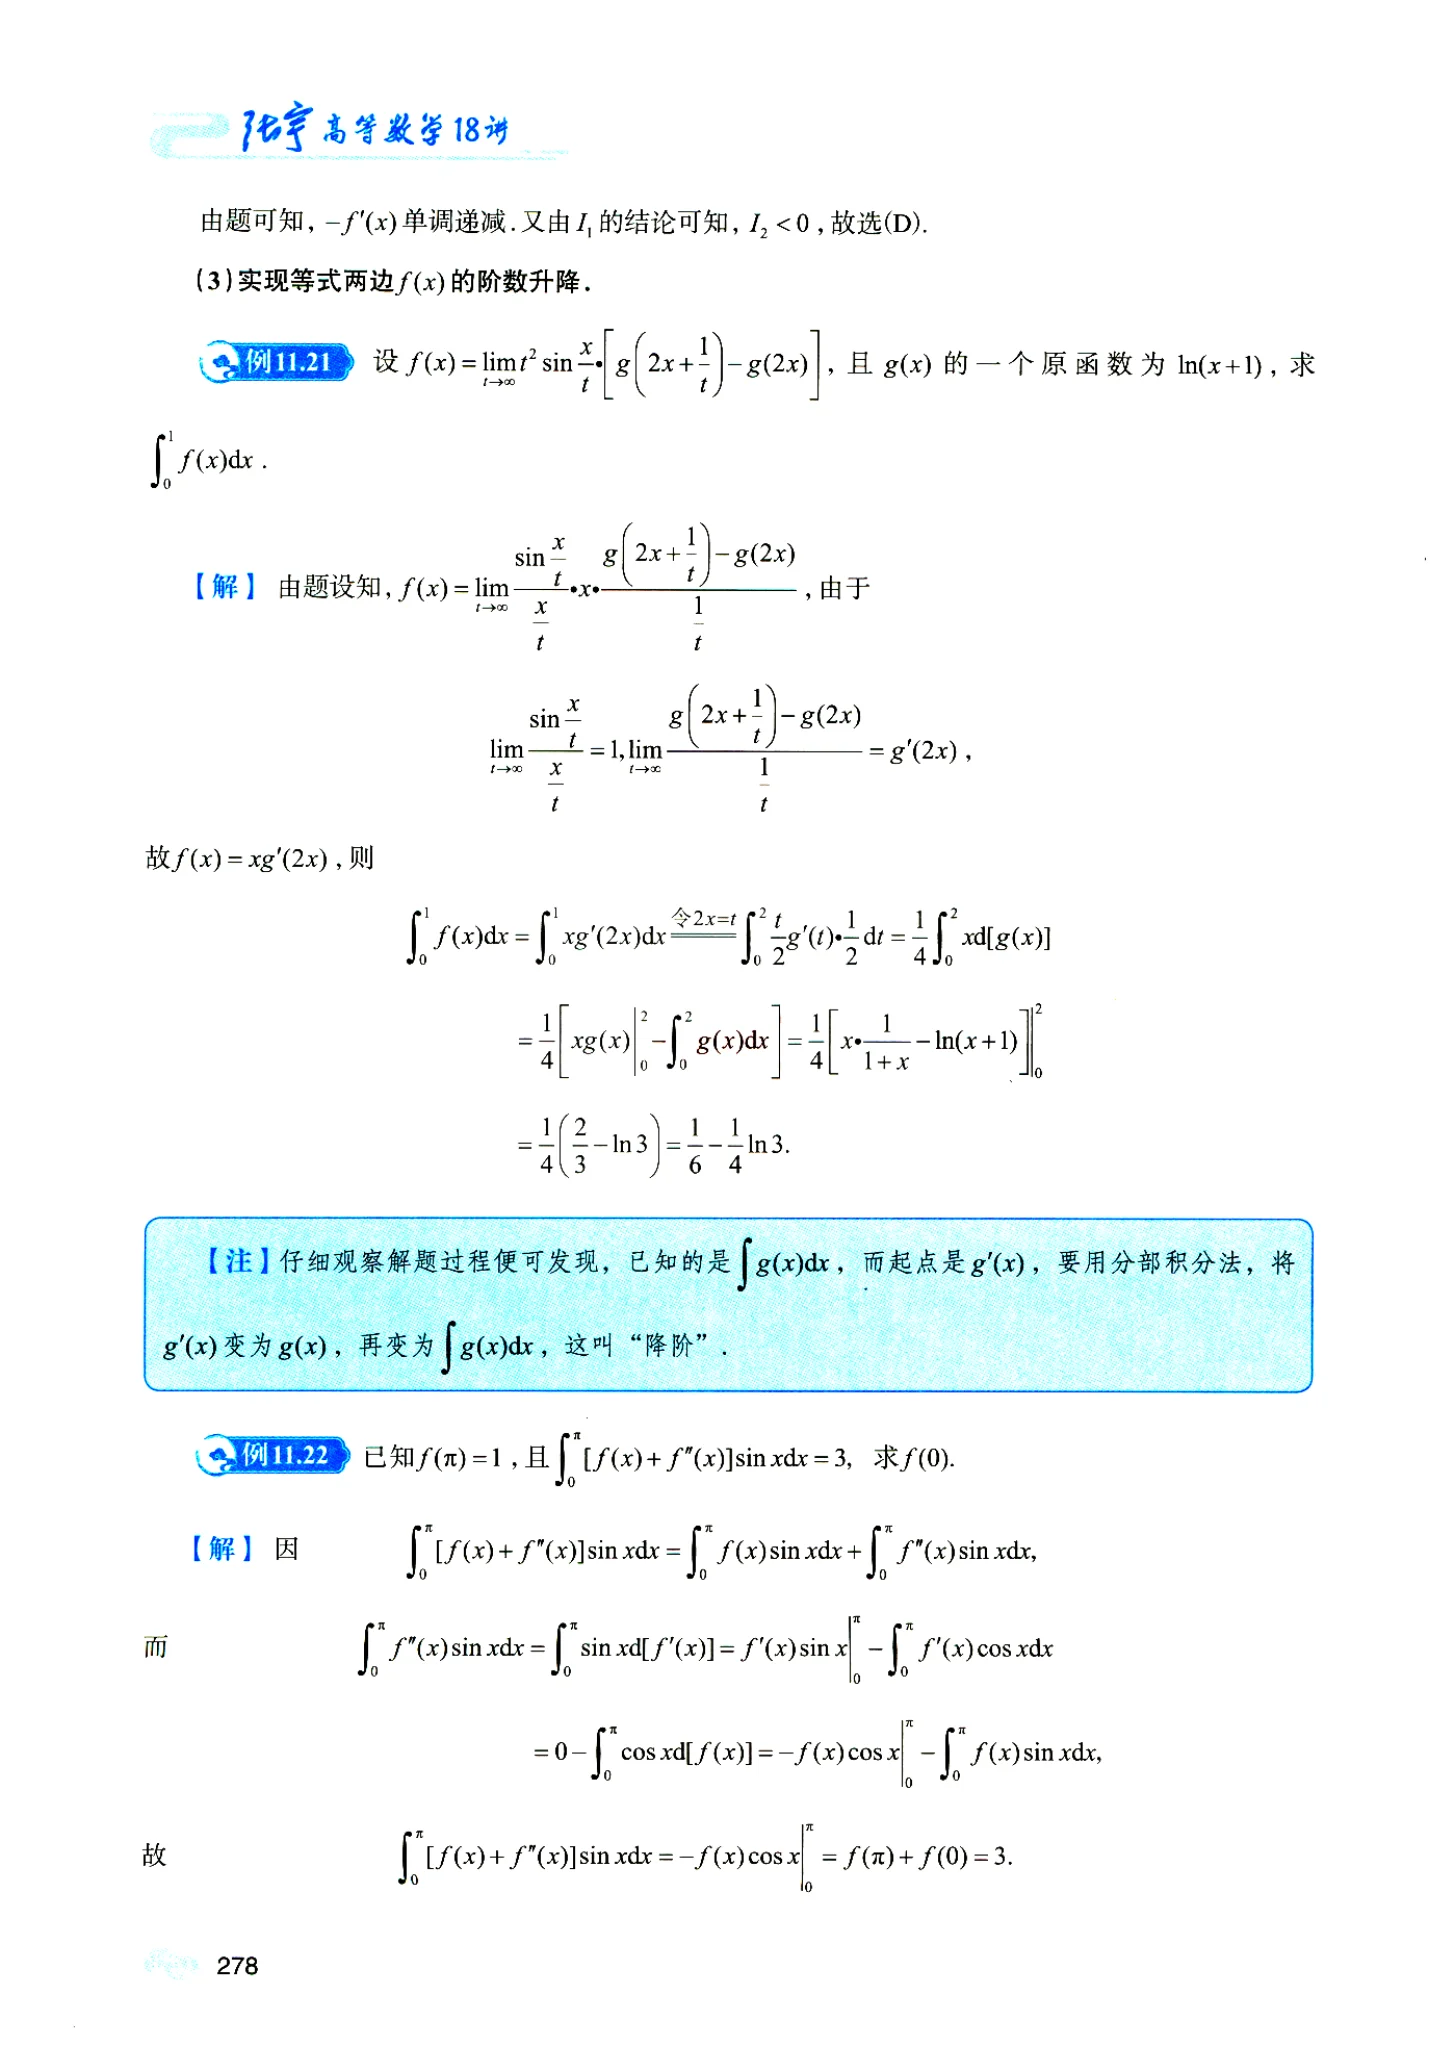 张宇高等数学18讲
由题可知，$-f'(x)$单调递减.又由$I_1$的结论可知，$I_2<0$，故选(D).
(3)实现等式两边$f(x)$的阶数升降.
例11.21 设 $f(x)=\lim_{t\to\infty}t^2\sin\frac{x}{t}\cdot\left[g\left(2x+\frac{1}{t}\right)-g(2x)\right]$，且 $g(x)$ 的一个原函数为 $\ln(x+1)$，求
$\int_0^1 f(x)dx$.
【解】 由题设知，$f(x)=\lim_{t\to\infty}\frac{\sin\frac{x}{t}}{\frac{x}{t}}\cdot x\cdot\frac{g\left(2x+\frac{1}{t}\right)-g(2x)}{\frac{1}{t}}$，由于
$\lim_{t\to\infty}\frac{\sin\frac{x}{t}}{\frac{x}{t}}=1,\lim_{t\to\infty}\frac{g\left(2x+\frac{1}{t}\right)-g(2x)}{\frac{1}{t}}=g'(2x)$，
故$f(x)=xg'(2x)$，则
$\int_0^1 f(x)dx=\int_0^1 xg'(2x)dx\overset{令2x=t}{=}\int_0^2\frac{t}{2}g'(t)\cdot\frac{1}{2}dt=\frac{1}{4}\int_0^2 xd[g(x)]$
$=\frac{1}{4}\left[xg(x)\Big|_0^2-\int_0^2 g(x)dx\right]=\frac{1}{4}\left[x\cdot\frac{1}{1+x}-\ln(x+1)\right]\Big|_0^2$
$=\frac{1}{4}\left(\frac{2}{3}-\ln 3\right)=\frac{1}{6}-\frac{1}{4}\ln 3.$
【注】仔细观察解题过程便可发现，已知的是$\int g(x)dx$，而起点是$g'(x)$，要用分部积分法，将
$g'(x)$变为$g(x)$，再变为$\int g(x)dx$，这叫“降阶”.
例11.22 已知$f(\pi)=1$，且$\int_0^\pi[f(x)+f''(x)]\sin xdx=3$，求$f(0)$.
【解】 因 $\int_0^\pi[f(x)+f''(x)]\sin xdx=\int_0^\pi f(x)\sin xdx+\int_0^\pi f''(x)\sin xdx,$
而 $\int_0^\pi f''(x)\sin xdx=\int_0^\pi\sin xd[f'(x)]=f'(x)\sin x\Big|_0^\pi-\int_0^\pi f'(x)\cos xdx$
$=0-\int_0^\pi\cos xd[f(x)]=-f(x)\cos x\Big|_0^\pi-\int_0^\pi f(x)\sin xdx,$
故 $\int_0^\pi[f(x)+f''(x)]\sin xdx=-f(x)\cos x\Big|_0^\pi=f(\pi)+f(0)=3.$
278